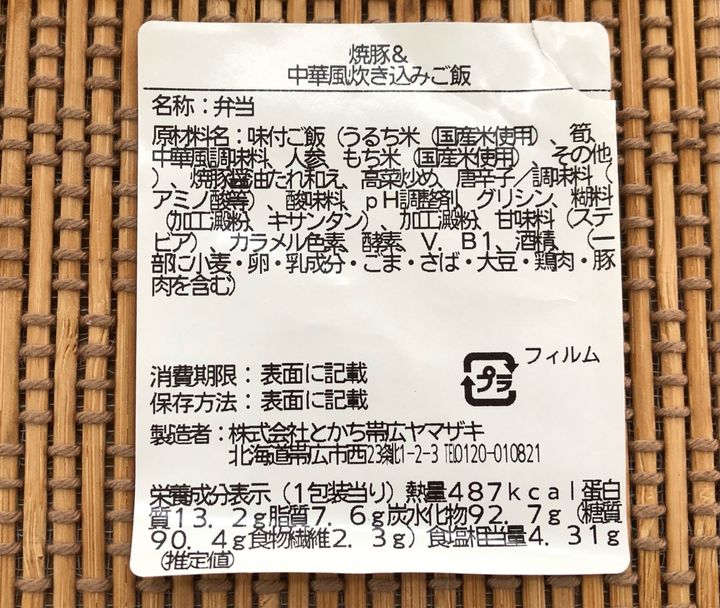 焼豚&
中華風炊き込みご飯
名称：弁当
原材料名：味付ご飯（うるち米（国産米使用）、筍、
中華風調味料、人参、もち米（国産米使用）、その他
）、焼豚醤油たれ和え、高菜炒め、唐辛子／調味料（
アミノ酸等）、酸味料、ｐＨ調整剤、グリシン、糊料
（加工澱粉、キサンタン）、加工澱粉、甘味料（ステ
ビア）、カラメル色素、酵素、Ｖ．Ｂ１、酒精、（一
部に小麦・卵・乳成分・ごま・さば・大豆・鶏肉・豚
肉を含む）
消費期限：表面に記載
保存方法：表面に記載
プラ
フィルム
製造者：株式会社とかち帯広ヤマザキ
北海道帯広市西23条北1-2-3 TEL0120-010821
栄養成分表示（１包装当り）熱量４８７ｋｃａｌ蛋白
質１３．２ｇ脂質７．６ｇ炭水化物９２．７ｇ（糖質
９０．４ｇ食物繊維２．３ｇ）食塩相当量４．３１ｇ
（推定値）